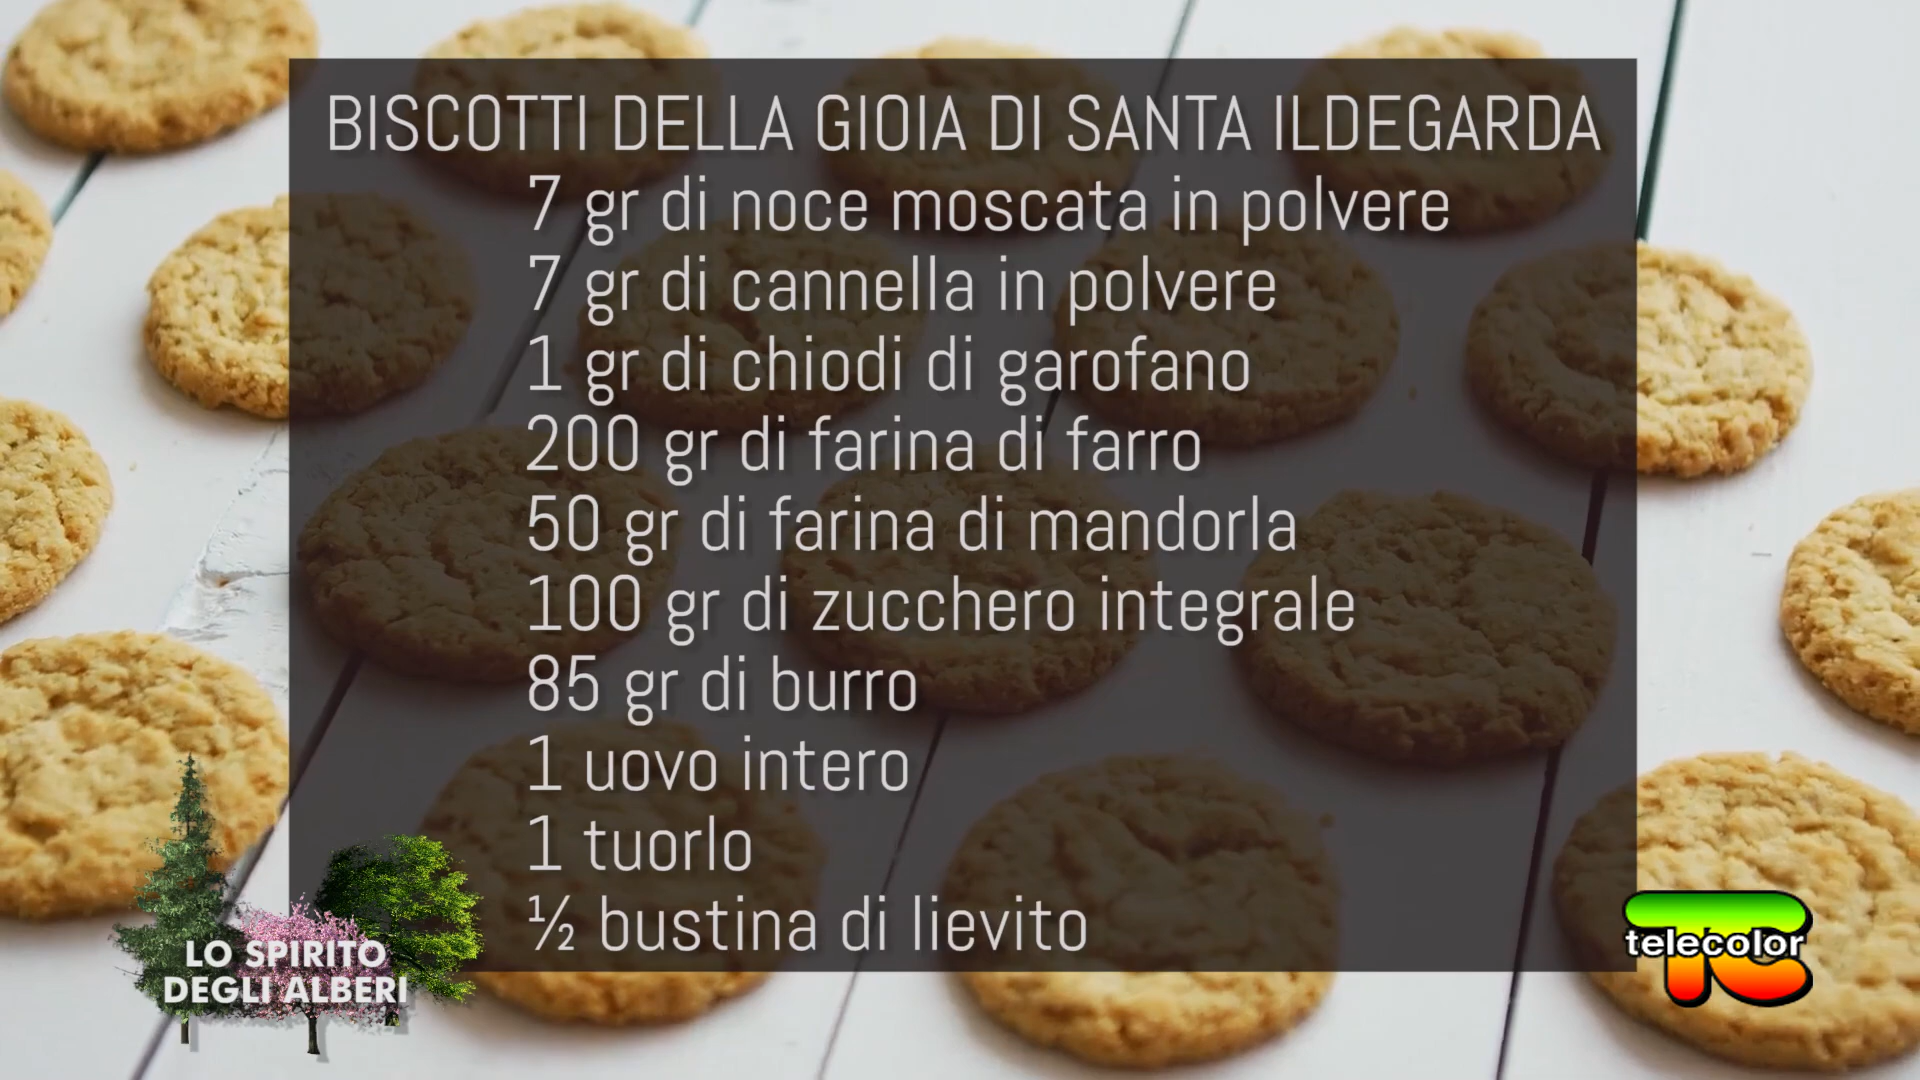 BISCOTTI DELLA GIOIA DI SANTA ILDEGARDA
7 gr di noce moscata in polvere
7 gr di cannella in polvere
1 gr di chiodi di garofano
200 gr di farina di farro
50 gr di farina di mandorla
100 gr di zucchero integrale
85 gr di burro
1 uovo intero
1 tuorlo
½ bustina di lievito
LO SPIRITO
DEGLI ALBERI
telecolor